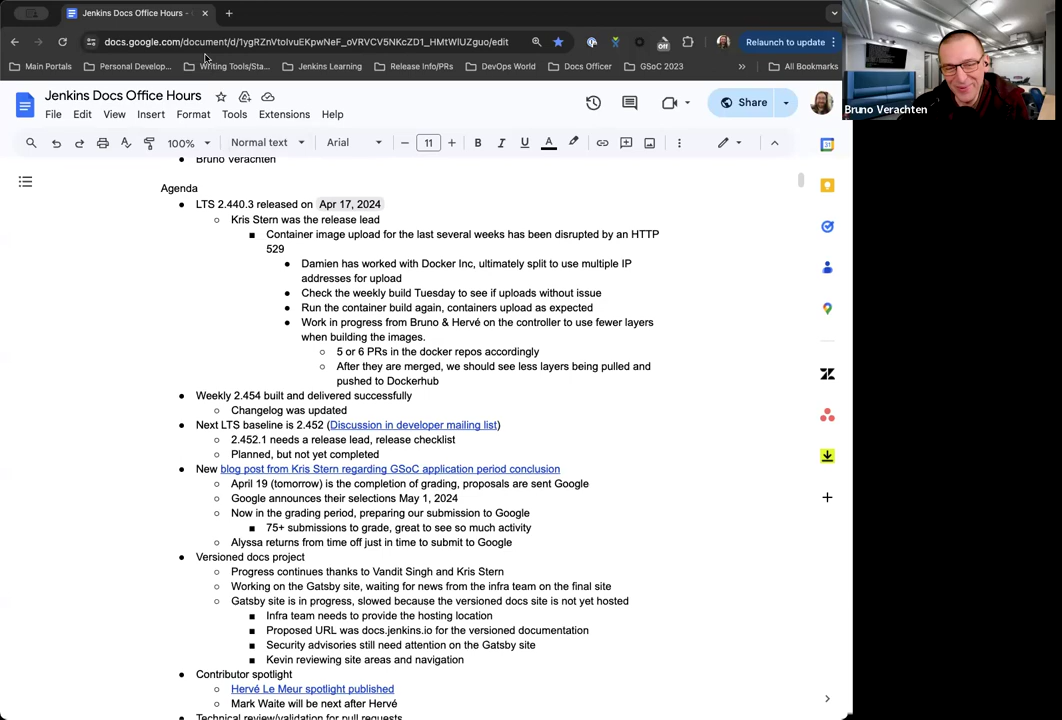 Jenkins Docs Office Hours -
docs.google.com/document/d/1ygRZnVtoIvuEKpwNeF_oVRVCV5NKcZD1_HMtWlUZguo/edit
Off
Relaunch to update
Main Portals
Personal Develop...
Writing Tools/Sta...
Jenkins Learning
Release Info/PRs
DevOps World
Docs Officer
GSoC 2023
All Bookmarks
Bruno Verachten
Jenkins Docs Office Hours
File Edit View Insert Format Tools Extensions Help
Share
100% Normal text Arial 11 B I U A
Bruno Verachten
Agenda
LTS 2.440.3 released on Apr 17, 2024
Kris Stern was the release lead
Container image upload for the last several weeks has been disrupted by an HTTP
529
Damien has worked with Docker Inc, ultimately split to use multiple IP
addresses for upload
Check the weekly build Tuesday to see if uploads without issue
Run the container build again, containers upload as expected
Work in progress from Bruno & Hervé on the controller to use fewer layers
when building the images.
5 or 6 PRs in the docker repos accordingly
After they are merged, we should see less layers being pulled and
pushed to Dockerhub
Weekly 2.454 built and delivered successfully
Changelog was updated
Next LTS baseline is 2.452 (Discussion in developer mailing list)
2.452.1 needs a release lead, release checklist
Planned, but not yet completed
New blog post from Kris Stern regarding GSoC application period conclusion
April 19 (tomorrow) is the completion of grading, proposals are sent Google
Google announces their selections May 1, 2024
Now in the grading period, preparing our submission to Google
75+ submissions to grade, great to see so much activity
Alyssa returns from time off just in time to submit to Google
Versioned docs project
Progress continues thanks to Vandit Singh and Kris Stern
Working on the Gatsby site, waiting for news from the infra team on the final site
Gatsby site is in progress, slowed because the versioned docs site is not yet hosted
Infra team needs to provide the hosting location
Proposed URL was docs.jenkins.io for the versioned documentation
Security advisories still need attention on the Gatsby site
Kevin reviewing site areas and navigation
Contributor spotlight
Hervé Le Meur spotlight published
Mark Waite will be next after Hervé
Technical review/validation for pull requests